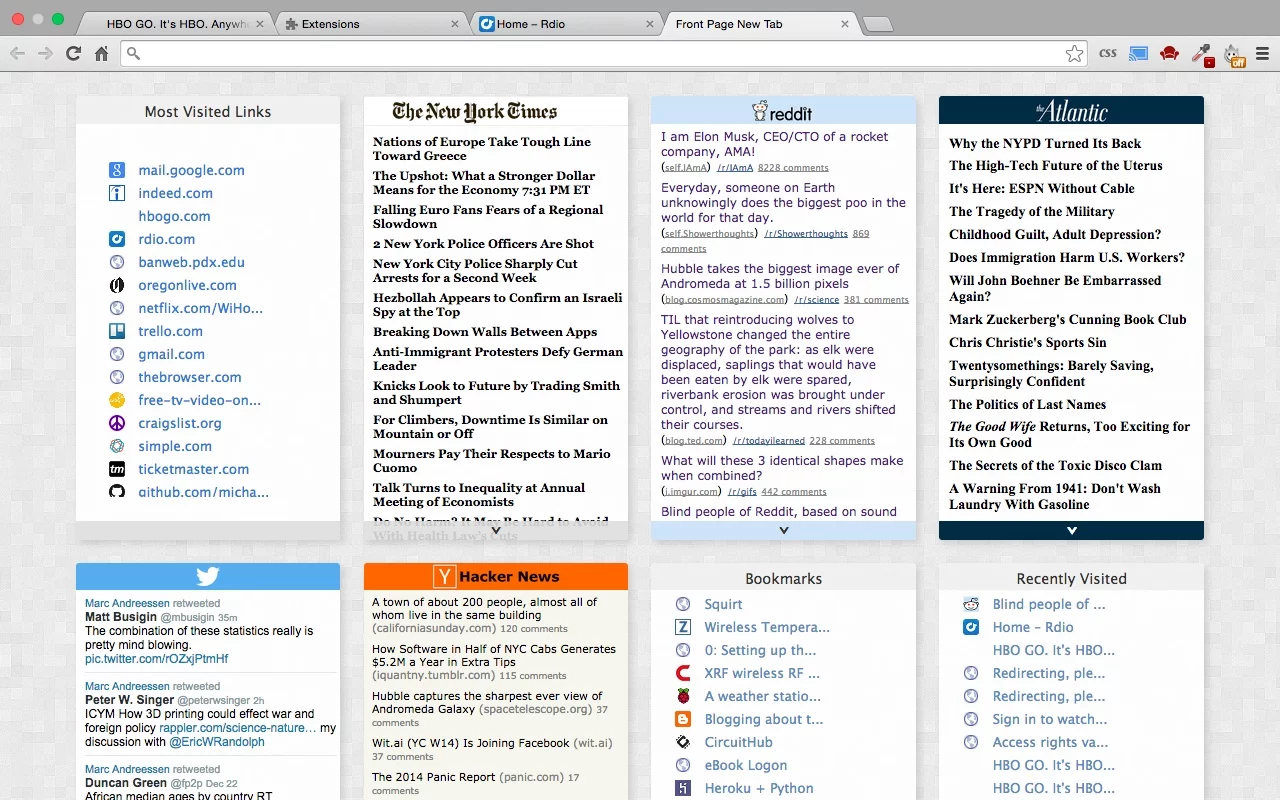 HBO GO. It's HBO. Anywh
Extensions
Home – Rdio
Front Page New Tab
css
off
Most Visited Links
mail.google.com
indeed.com
hbogo.com
rdio.com
banweb.pdx.edu
oregonlive.com
netflix.com/WiHo...
trello.com
gmail.com
thebrowser.com
free-tv-video-on...
craigslist.org
simple.com
tm ticketmaster.com
github.com/micha...
The New York Times
Nations of Europe Take Tough Line
Toward Greece
The Upshot: What a Stronger Dollar
Means for the Economy 7:31 PM ET
Falling Euro Fans Fears of a Regional
Slowdown
2 New York Police Officers Are Shot
New York City Police Sharply Cut
Arrests for a Second Week
Hezbollah Appears to Confirm an Israeli
Spy at the Top
Breaking Down Walls Between Apps
Anti-Immigrant Protesters Defy German
Leader
Knicks Look to Future by Trading Smith
and Shumpert
For Climbers, Downtime Is Similar on
Mountain or Off
Mourners Pay Their Respects to Mario
Cuomo
Talk Turns to Inequality at Annual
Meeting of Economists
Do No Harm? It May Be Hard to Avoid
With Health Law's Cuts
reddit
I am Elon Musk, CEO/CTO of a rocket
company, AMA!
(self.IAmA) /r/IAmA 8228 comments
Everyday, someone on Earth
unknowingly does the biggest poo in the
world for that day.
(self.Showerthoughts) /r/Showerthoughts 869
comments
Hubble takes the biggest image ever of
Andromeda at 1.5 billion pixels
(blog.cosmosmagazine.com) /r/science 381 comments
TIL that reintroducing wolves to
Yellowstone changed the entire
geography of the park: as elk were
displaced, saplings that would have
been eaten by elk were spared,
riverbank erosion was brought under
control, and streams and rivers shifted
their courses.
(blog.ted.com) /r/todayilearned 228 comments
What will these 3 identical shapes make
when combined?
(i.imgur.com) /r/gifs 442 comments
Blind people of Reddit, based on sound
the Atlantic
Why the NYPD Turned Its Back
The High-Tech Future of the Uterus
It's Here: ESPN Without Cable
The Tragedy of the Military
Childhood Guilt, Adult Depression?
Does Immigration Harm U.S. Workers?
Will John Boehner Be Embarrassed
Again?
Mark Zuckerberg's Cunning Book Club
Chris Christie's Sports Sin
Twentysomethings: Barely Saving,
Surprisingly Confident
The Politics of Last Names
The Good Wife Returns, Too Exciting for
Its Own Good
The Secrets of the Toxic Disco Clam
A Warning From 1941: Don't Wash
Laundry With Gasoline
Marc Andreessen retweeted
Matt Busigin @mbusigin 35m
The combination of these statistics really is
pretty mind blowing.
pic.twitter.com/rOZxjPtmHf
Marc Andreessen retweeted
Peter W. Singer @peterwsinger 2h
ICYM How 3D printing could effect war and
foreign policy rappler.com/science-nature... my
discussion with @EricWRandolph
Marc Andreessen retweeted
Duncan Green @fp2p Dec 22
African median ages by country RT
Y Hacker News
A town of about 200 people, almost all of
whom live in the same building
(californiasunday.com) 120 comments
How Software in Half of NYC Cabs Generates
$5.2M a Year in Extra Tips
(iquantny.tumblr.com) 115 comments
Hubble captures the sharpest ever view of
Andromeda Galaxy (spacetelescope.org) 37
comments
Wit.ai (YC W14) Is Joining Facebook (wit.ai)
37 comments
The 2014 Panic Report (panic.com) 17
comments
Bookmarks
Squirt
Z Wireless Tempera...
0: Setting up th...
XRF wireless RF ...
A weather statio...
Blogging about t...
CircuitHub
eBook Logon
Heroku + Python
Recently Visited
Blind people of ...
Home – Rdio
HBO GO. It's HBO...
Redirecting, ple...
Redirecting, ple...
Sign in to watch...
Access rights va...
HBO GO. It's HBO...
HBO GO. It's HBO...